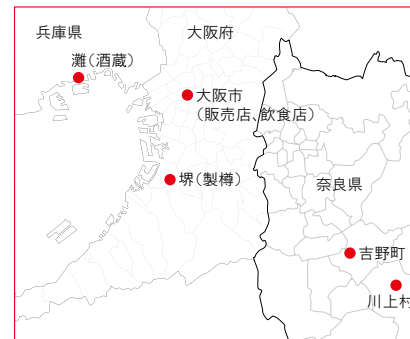 兵庫県
大阪府
灘（酒蔵）
大阪市
（販売店、飲食店）
堺（製樽）
奈良県
吉野町
川上村